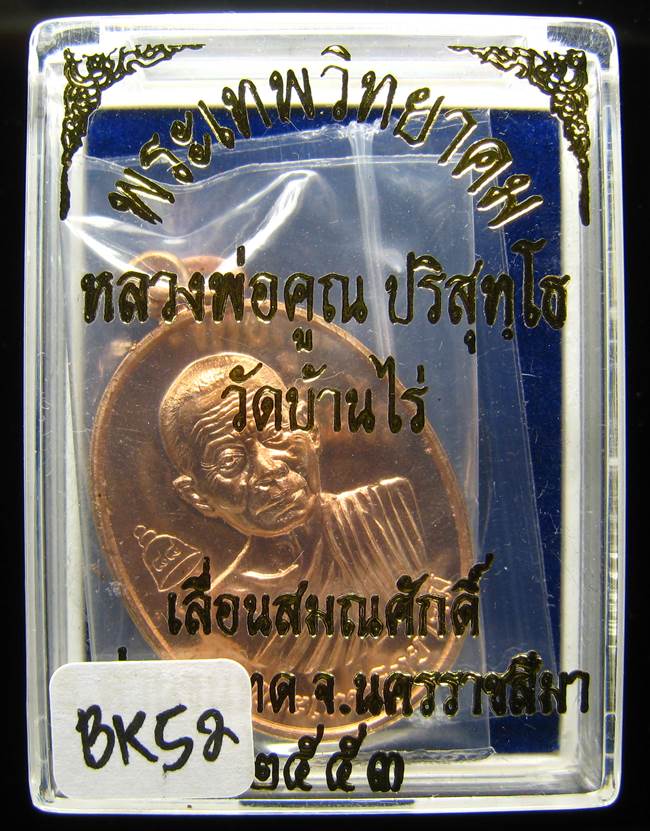 พระเทพวิทยาคม
หลวงพ่อคูณ ปริสุทฺโธ
วัดบ้านไร่
เลื่อนสมณศักดิ์
จ.นครราชสีมา
๒๕๕๓
BK52